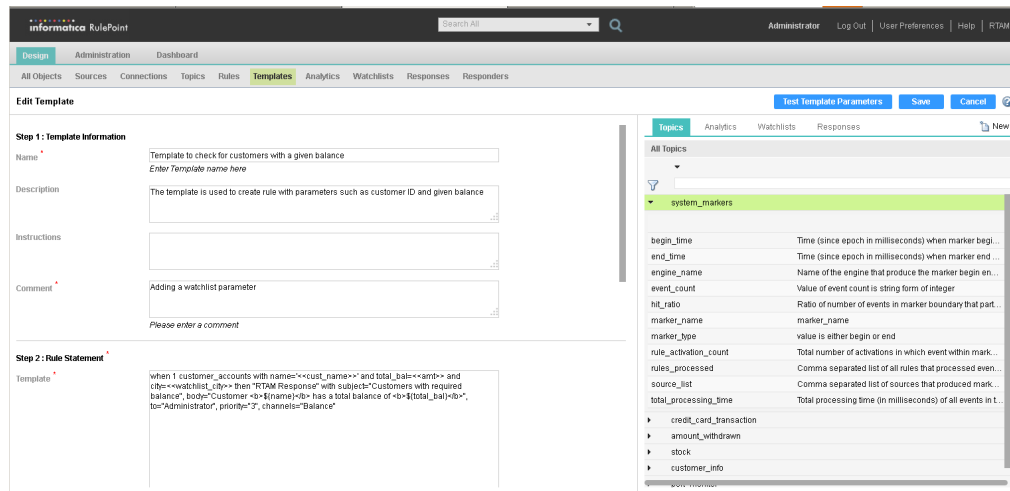 informatica RulePoint
Search All
Administrator Log Out | User Preferences | Help | RTAM
Design Administration Dashboard
All Objects Sources Connections Topics Rules Templates Analytics Watchlists Responses Responders
Edit Template
Test Template Parameters Save Cancel
Step 1 : Template Information
Name *
Template to check for customers with a given balance
Enter Template name here
Description
The template is used to create rule with parameters such as customer ID and given balance
Instructions
Comment *
Adding a watchlist parameter
Please enter a comment
Step 2 : Rule Statement *
Template *
when 1 customer_accounts with name='<<cust_name>>' and total_bal=<<amt>> and
city=<<watchlist_city>> then "RTAM Response" with subject="Customers with required
balance", body="Customer <b>${name}</b> has a total balance of <b>${total_bal}</b>",
to="Administrator", priority="3", channels="Balance"
Topics Analytics Watchlists Responses New
All Topics
system_markers
begin_time Time (since epoch in milliseconds) when marker begi...
end_time Time (since epoch in milliseconds) when marker end ...
engine_name Name of the engine that produce the marker begin en...
event_count Value of event count is string form of integer
hit_ratio Ratio of number of events in marker boundary that part...
marker_name marker_name
marker_type value is either begin or end
rule_activation_count Total number of activations in which event within mark...
rules_processed Comma separated list of all rules that processed even...
source_list Comma separated list of sources that produced mark...
total_processing_time Total processing time (in milliseconds) of all events in t...
credit_card_transaction
amount_withdrawn
stock
customer_info